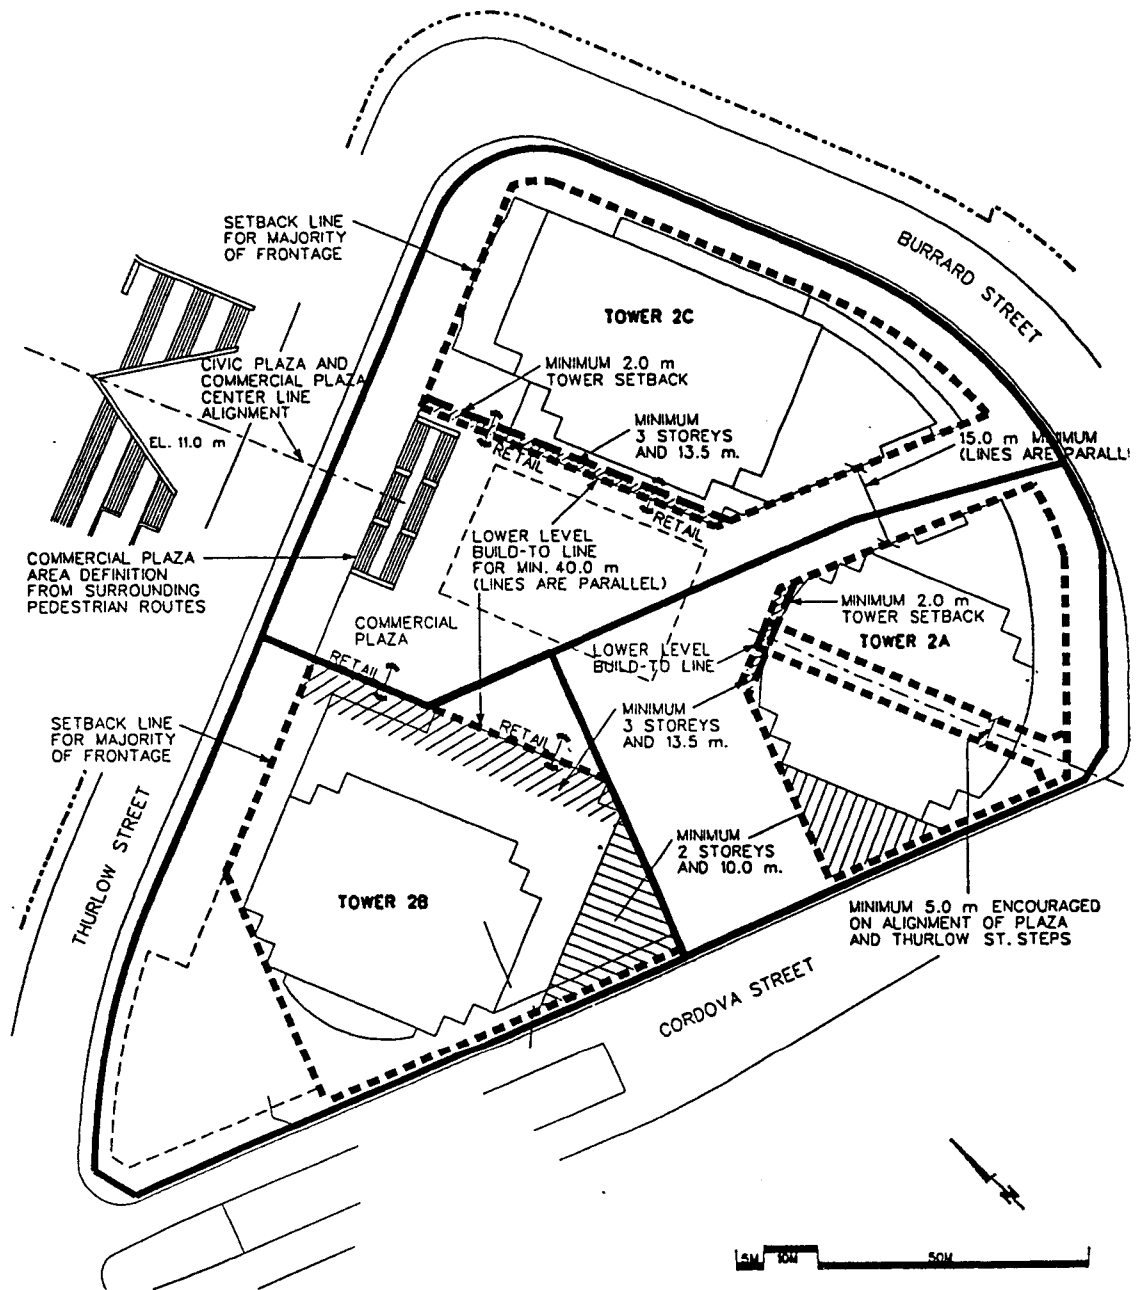 BURRARD STREET
SETBACK LINE
FOR MAJORITY
OF FRONTAGE
TOWER 2C
CIVIC PLAZA AND
COMMERCIAL PLAZA
CENTER LINE
ALIGNMENT
EL. 11.0 m
MINIMUM 2.0 m
TOWER SETBACK
MINIMUM
3 STOREYS
AND 13.5 m.
15.0 m MINIMUM
(LINES ARE PARALL
RETAIL
RETAIL
LOWER LEVEL
BUILD-TO LINE
FOR MIN. 40.0 m
(LINES ARE PARALLEL)
COMMERCIAL PLAZA
AREA DEFINITION
FROM SURROUNDING
PEDESTRIAN ROUTES
MINIMUM 2.0 m
TOWER SETBACK
TOWER 2A
COMMERCIAL
PLAZA
LOWER LEVEL
BUILD-TO LINE
RETAIL
RETAIL
SETBACK LINE
FOR MAJORITY
OF FRONTAGE
MINIMUM
3 STOREYS
AND 13.5 m.
THURLOW STREET
MINIMUM
2 STOREYS
AND 10.0 m.
TOWER 2B
MINIMUM 5.0 m ENCOURAGED
ON ALIGNMENT OF PLAZA
AND THURLOW ST. STEPS
CORDOVA STREET
N
5M 10M 50M